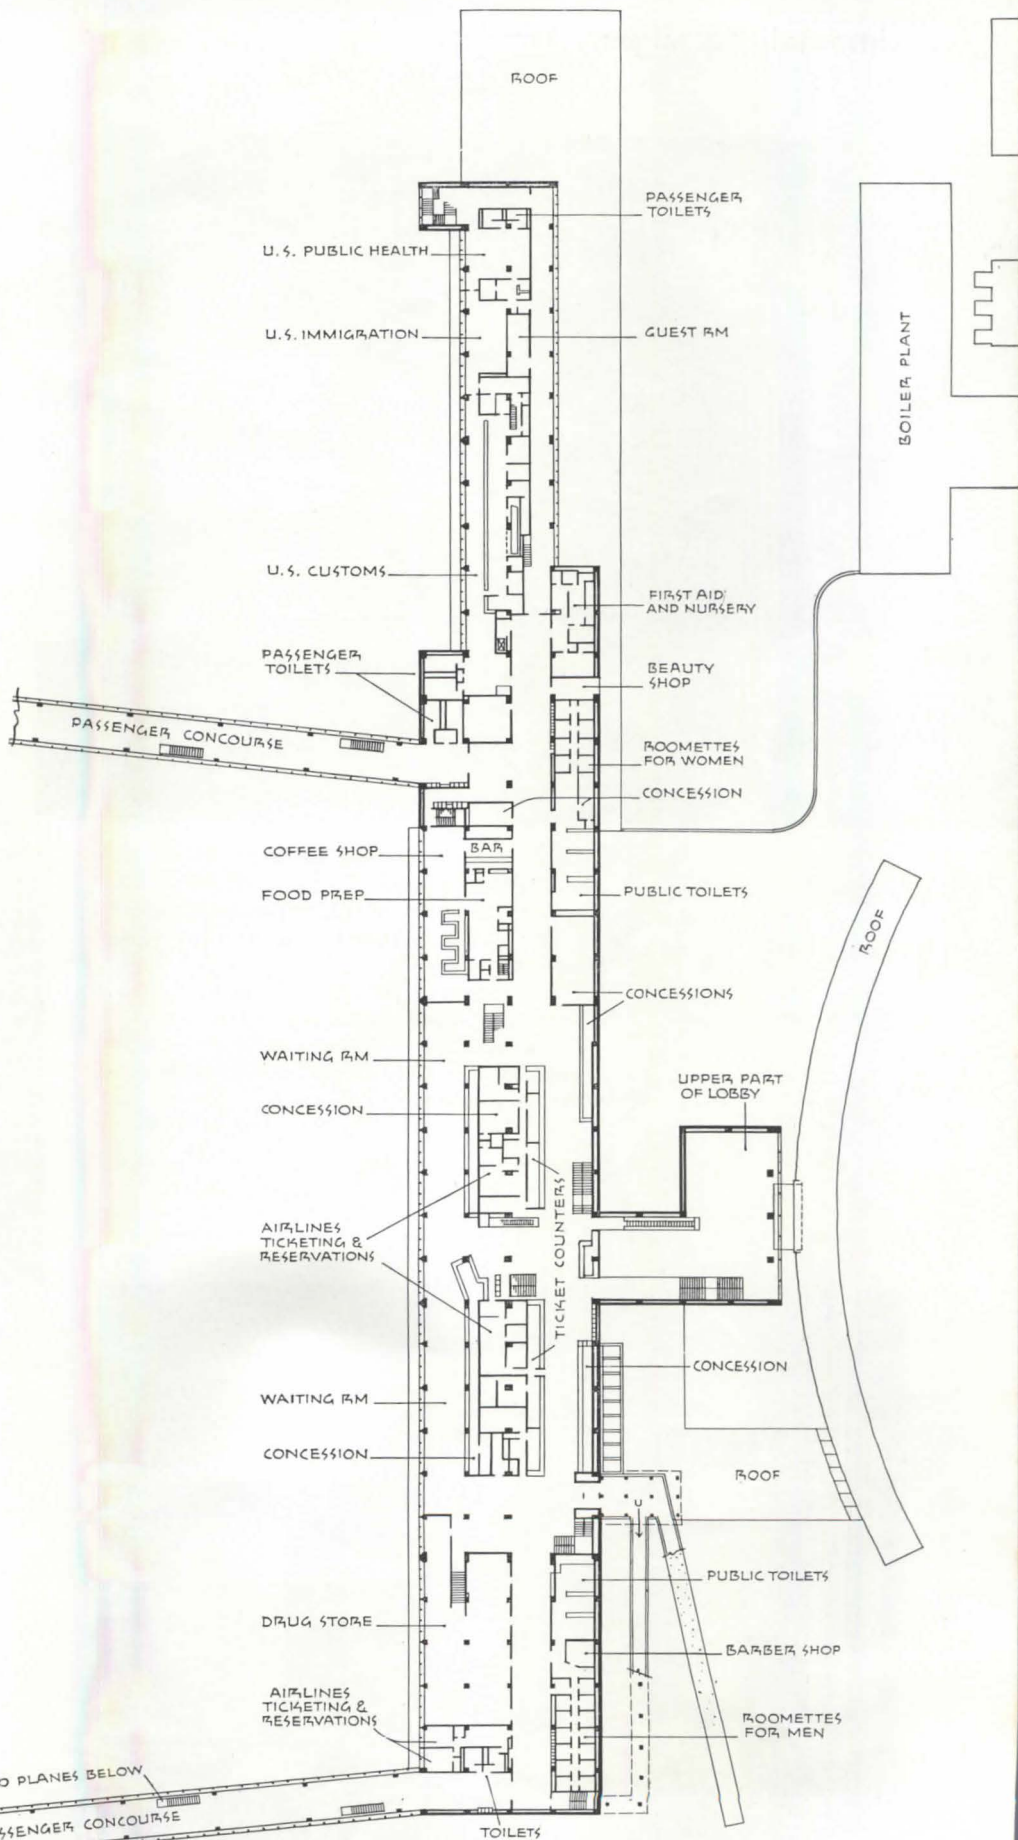 ROOF
PASSENGER
TOILETS
U.S. PUBLIC HEALTH
U.S. IMMIGRATION
GUEST RM
BOILER PLANT
U.S. CUSTOMS
FIRST AID
AND NURSERY
PASSENGER
TOILETS
BEAUTY
SHOP
PASSENGER CONCOURSE
ROOMETTES
FOR WOMEN
CONCESSION
BAR
COFFEE SHOP
FOOD PREP
PUBLIC TOILETS
ROOF
CONCESSIONS
WAITING RM
UPPER PART
OF LOBBY
CONCESSION
TICKET COUNTERS
AIRLINES
TICKETING &
RESERVATIONS
CONCESSION
WAITING RM
CONCESSION
ROOF
U
PUBLIC TOILETS
DRUG STORE
BARBER SHOP
AIRLINES
TICKETING &
RESERVATIONS
ROOMETTES
FOR MEN
O PLANES BELOW
SSENGER CONCOURSE
TOILETS